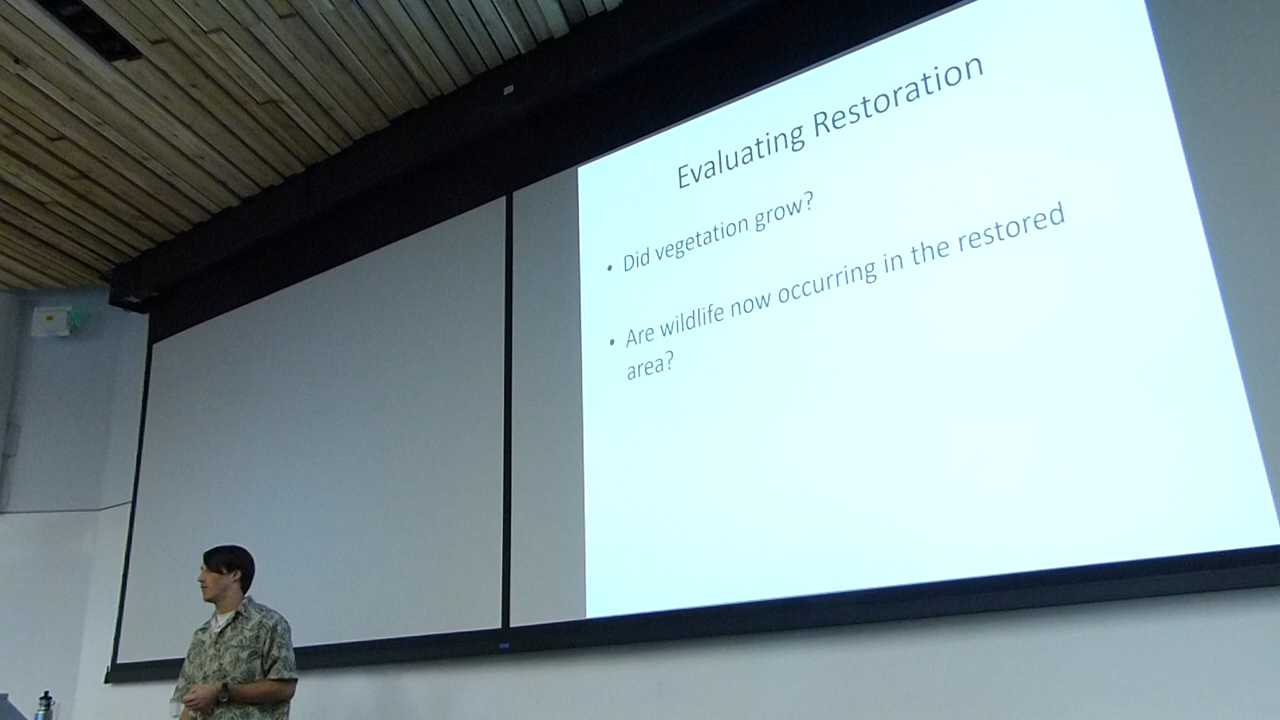 Evaluating Restoration
• Did vegetation grow?
• Are wildlife now occurring in the restored
area?